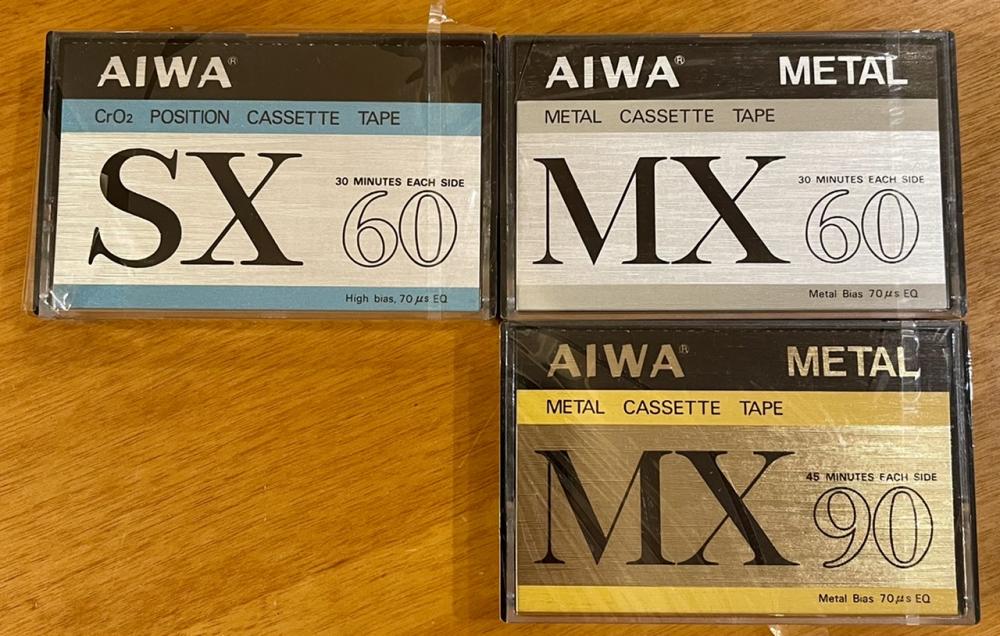 AIWA®
CrO₂ POSITION CASSETTE TAPE
SX
30 MINUTES EACH SIDE
60
High bias, 70μs EQ
AIWA® METAL
METAL CASSETTE TAPE
MX
30 MINUTES EACH SIDE
60
Metal Bias 70μs EQ
AIWA® METAL
METAL CASSETTE TAPE
MX
45 MINUTES EACH SIDE
90
Metal Bias 70μs EQ